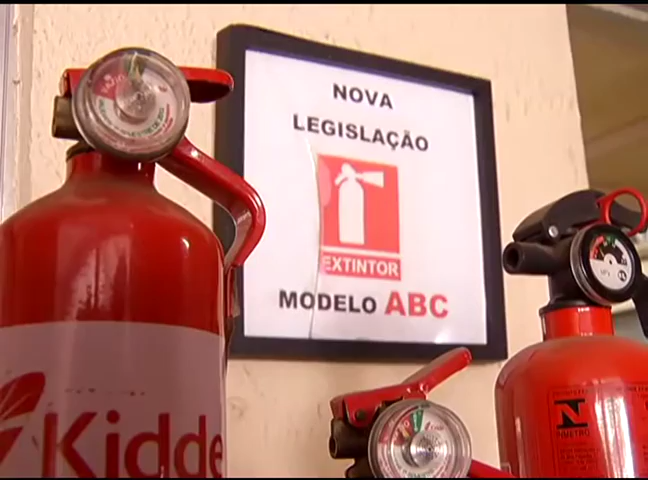 NOVA
LEGISLAÇÃO
EXTINTOR
MODELO ABC
Kidde
N